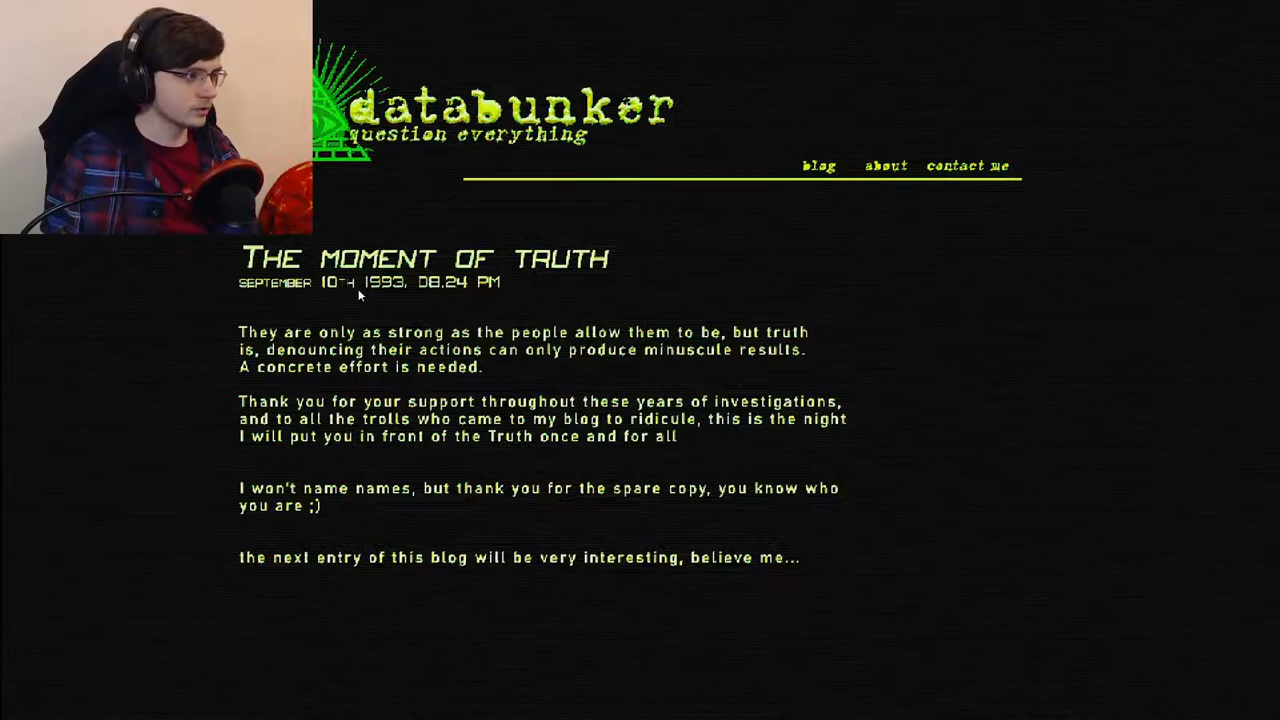 databunker
question everything
blog about contact me
THE MOMENT OF TRUTH
SEPTEMBER 10TH 1993, 08.24 PM
They are only as strong as the people allow them to be, but truth
is, denouncing their actions can only produce minuscule results.
A concrete effort is needed.
Thank you for your support throughout these years of investigations,
and to all the trolls who came to my blog to ridicule, this is the night
I will put you in front of the Truth once and for all
I won't name names, but thank you for the spare copy, you know who
you are ;)
the next entry of this blog will be very interesting, believe me...